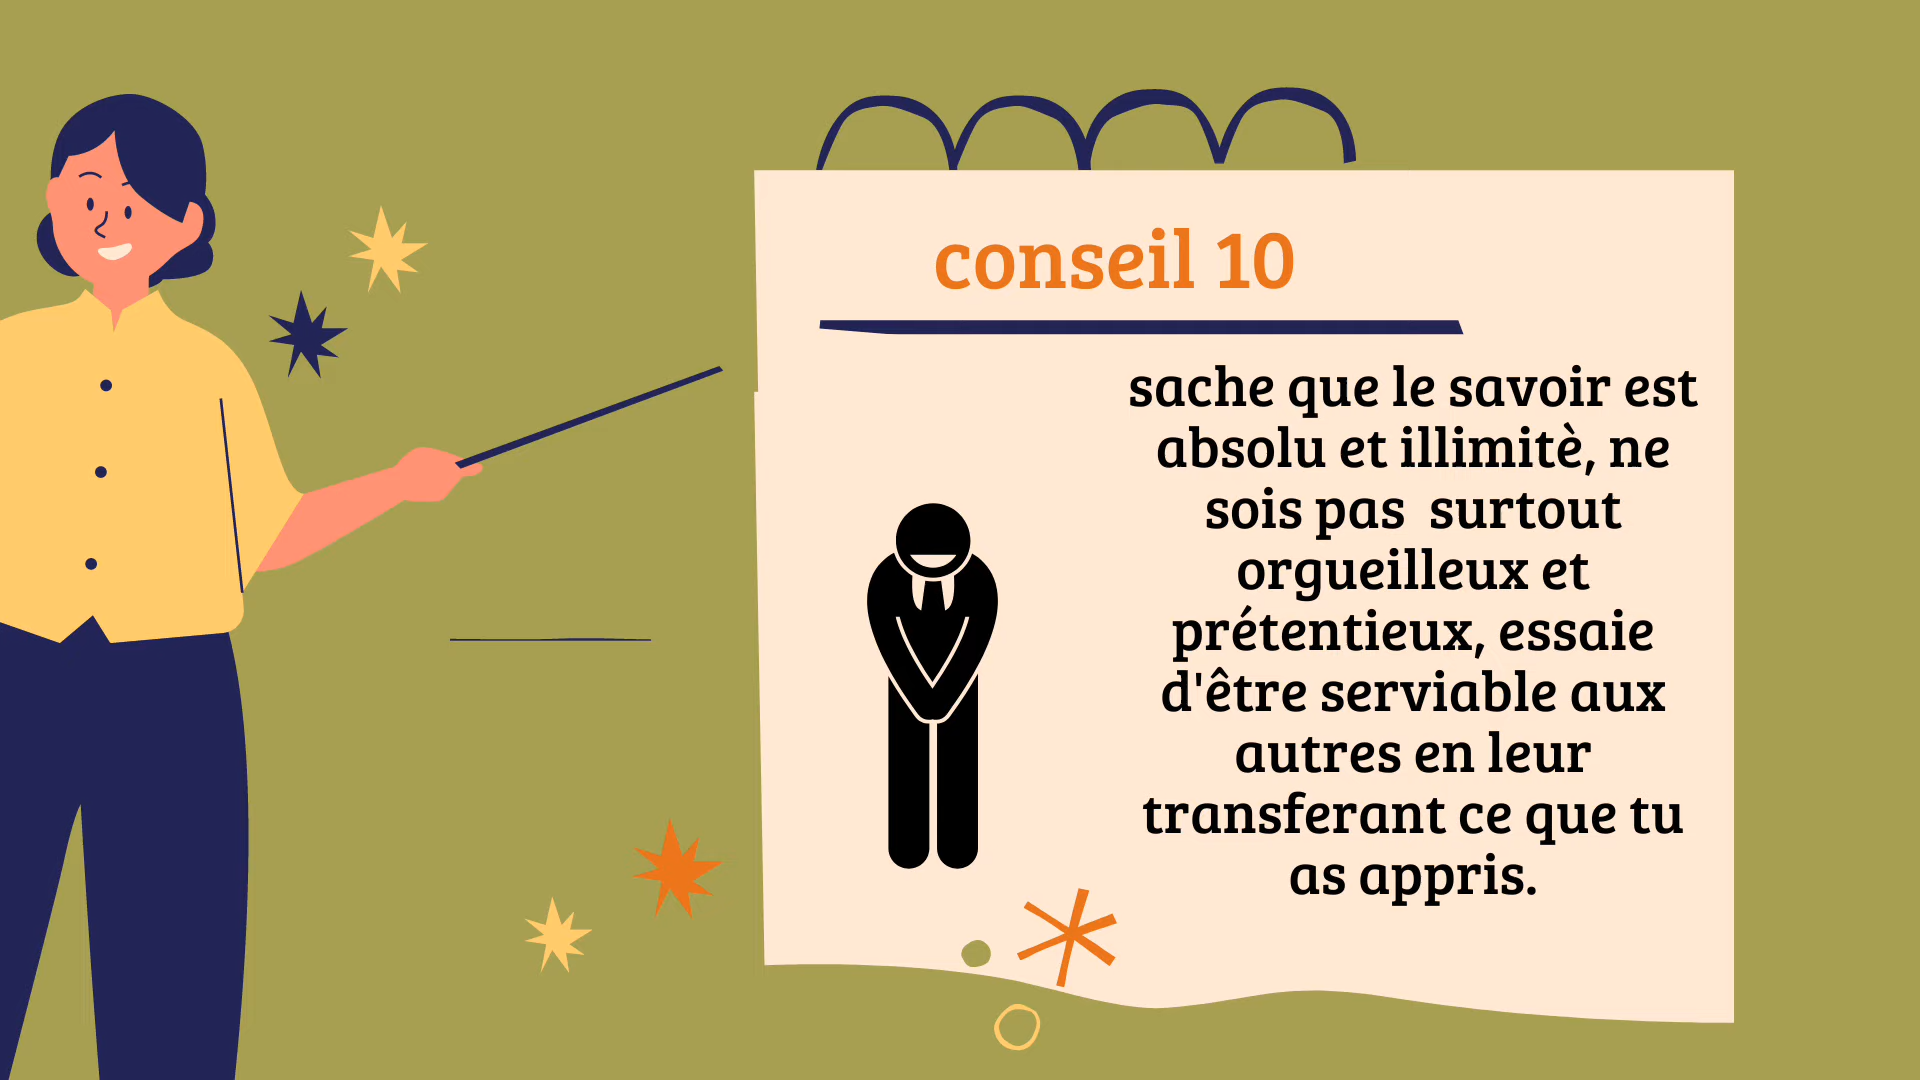 conseil 10
sache que le savoir est
absolu et illimitè, ne
sois pas  surtout
orgueilleux et
prétentieux, essaie
d'être serviable aux
autres en leur
transferant ce que tu
as appris.